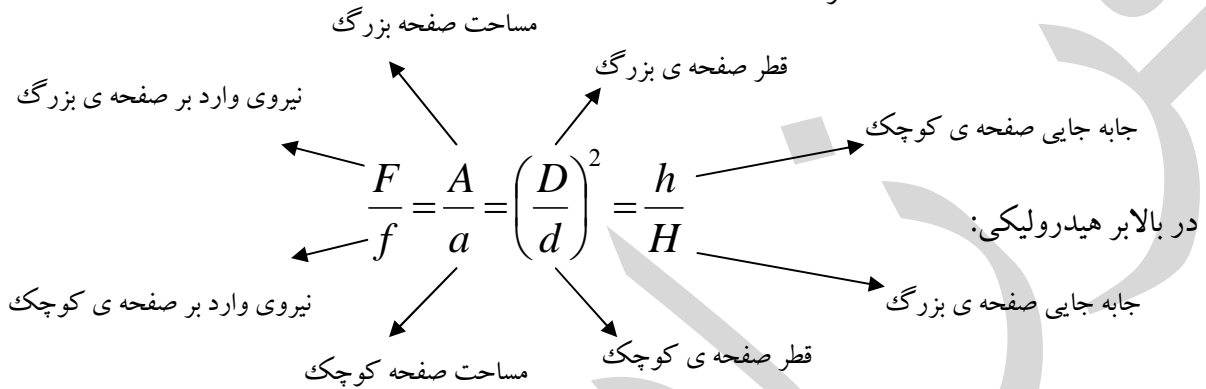 مساحت صفحه بزرگ
قطر صفحه ی بزرگ
نیروی وارد بر صفحه ی بزرگ
جابه جایی صفحه ی کوچک
در بالابر هیدرولیکی:
F/f = A/a = (D/d)² = h/H
جابه جایی صفحه ی بزرگ
نیروی وارد بر صفحه ی کوچک
قطر صفحه ی کوچک
مساحت صفحه کوچک